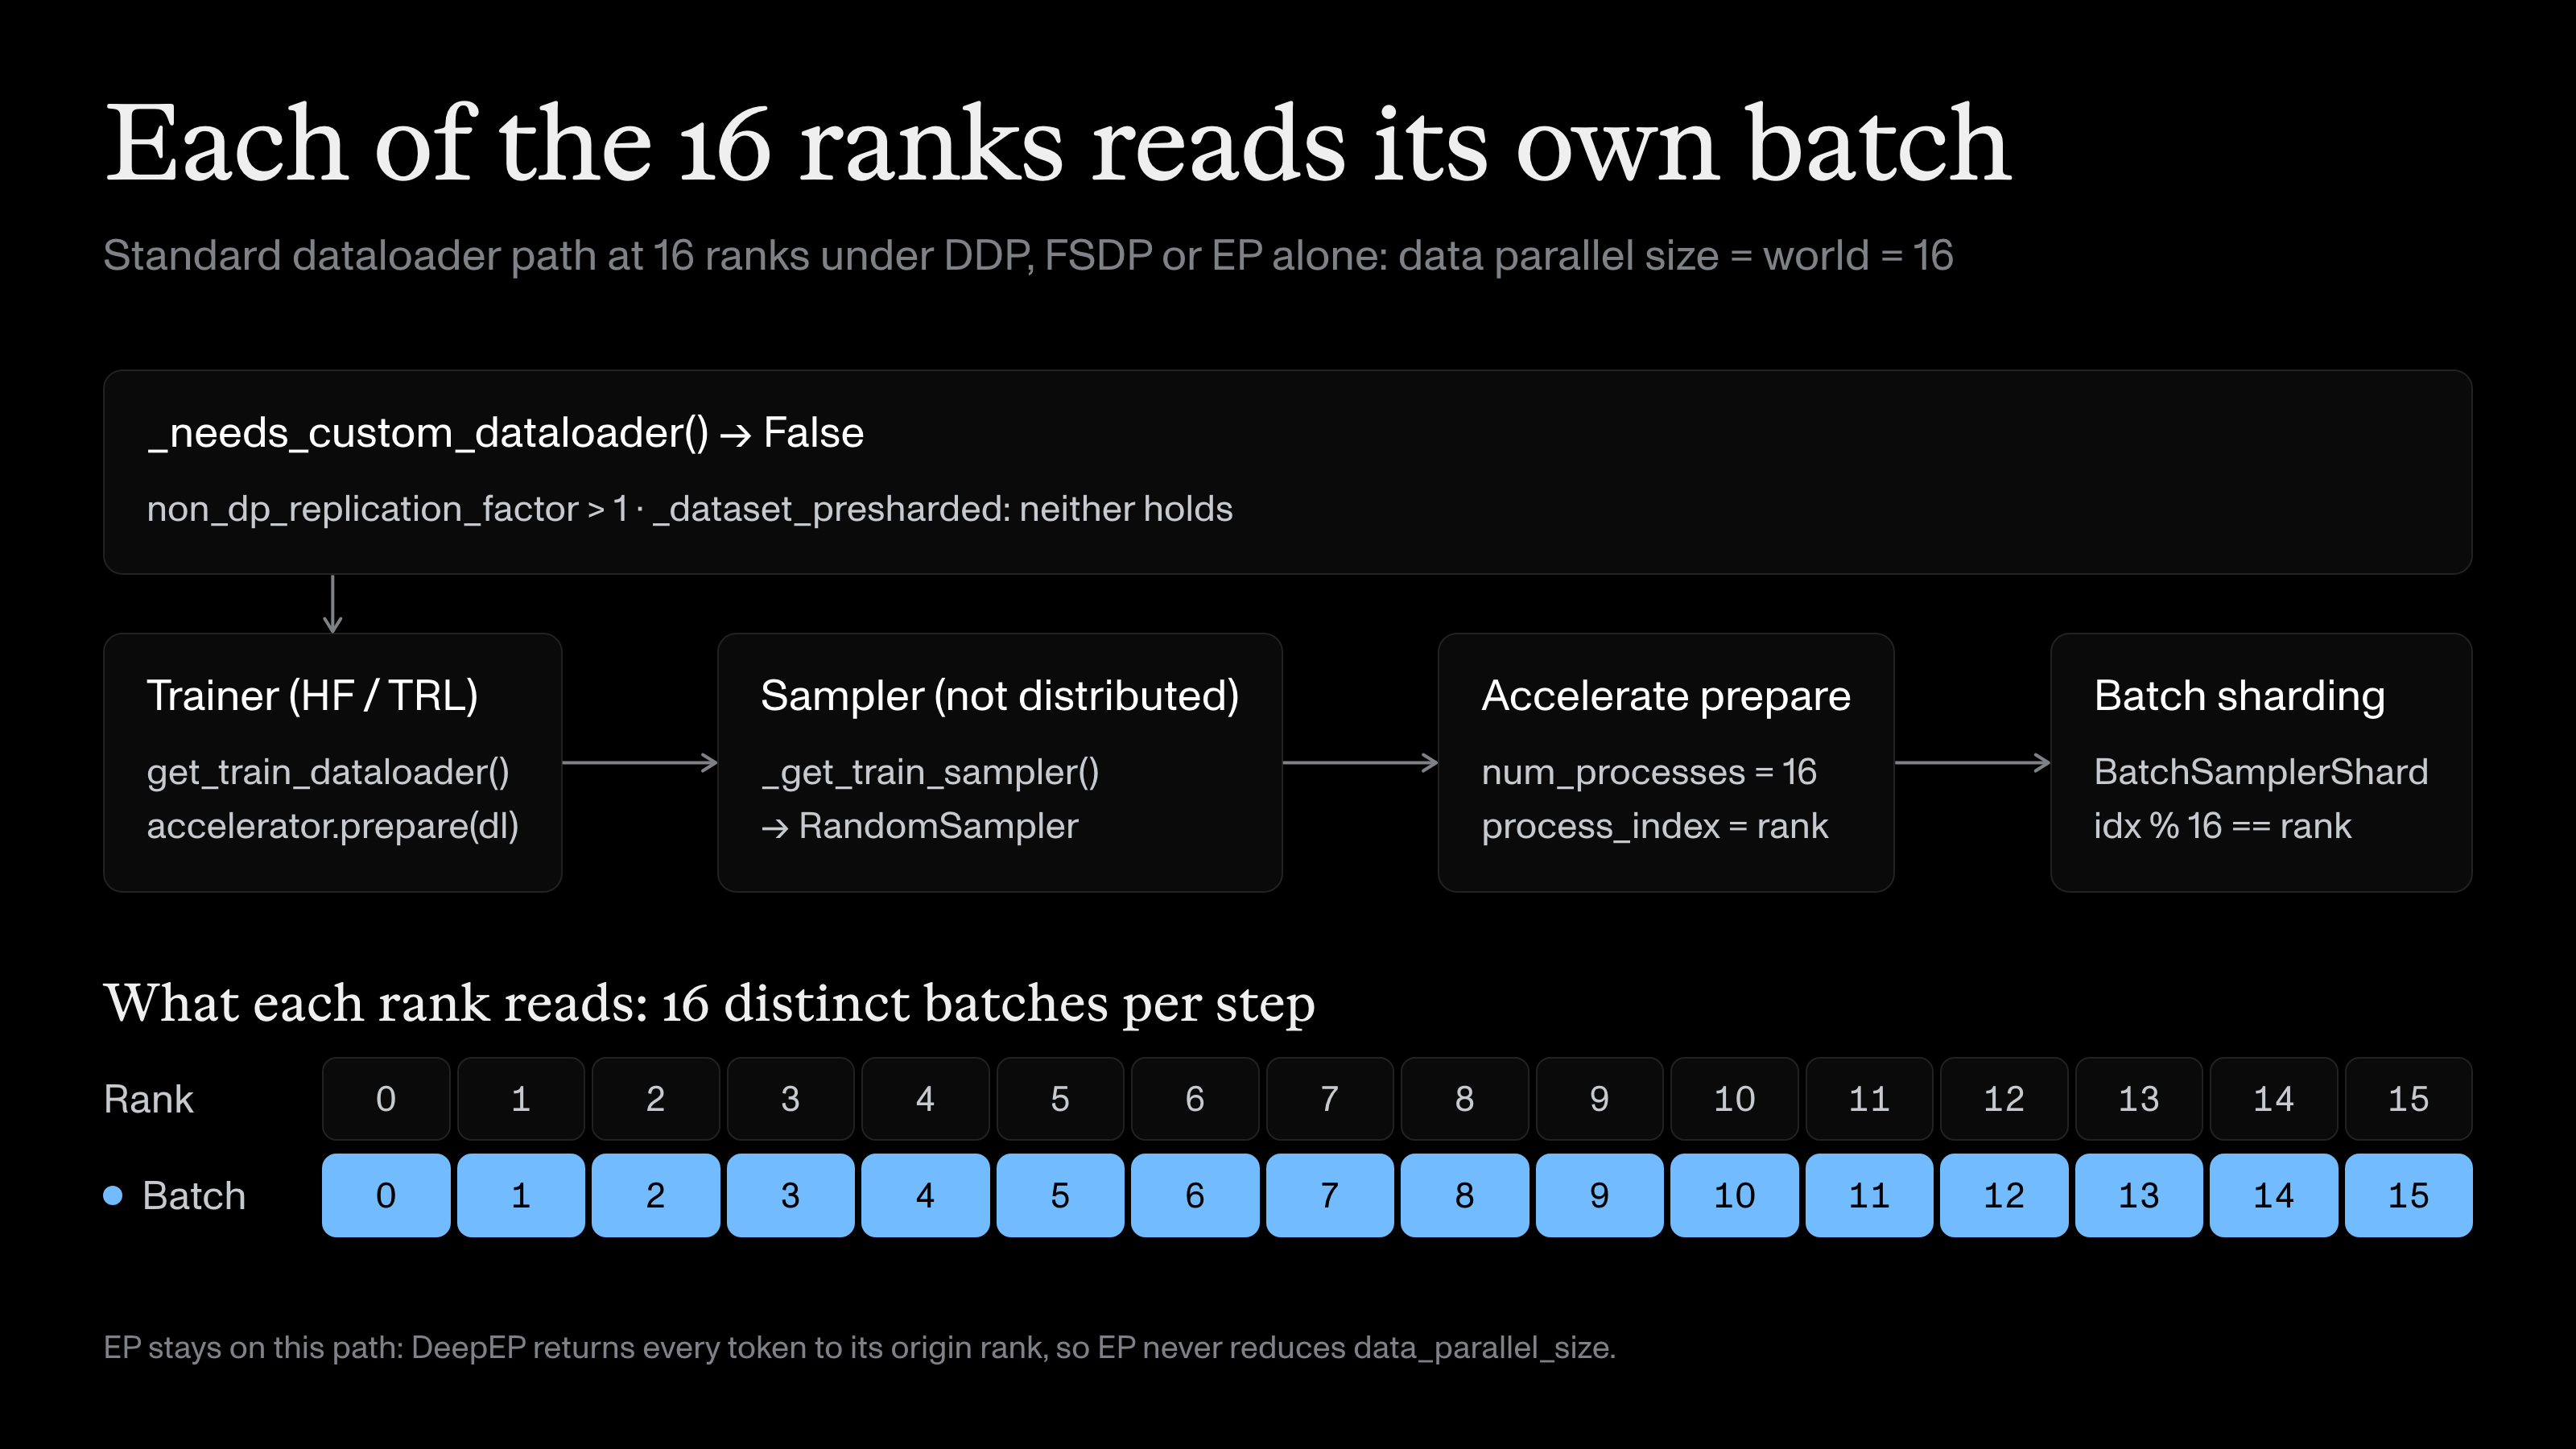 Each of the 16 ranks reads its own batch
Standard dataloader path at 16 ranks under DDP, FSDP or EP alone: data parallel size = world = 16
_needs_custom_dataloader() → False
non_dp_replication_factor > 1 · _dataset_presharded: neither holds
Trainer (HF / TRL)
get_train_dataloader()
accelerator.prepare(dl)
Sampler (not distributed)
_get_train_sampler()
→ RandomSampler
Accelerate prepare
num_processes = 16
process_index = rank
Batch sharding
BatchSamplerShard
idx % 16 == rank
What each rank reads: 16 distinct batches per step
Rank 0 1 2 3 4 5 6 7 8 9 10 11 12 13 14 15
Batch 0 1 2 3 4 5 6 7 8 9 10 11 12 13 14 15
EP stays on this path: DeepEP returns every token to its origin rank, so EP never reduces data_parallel_size.